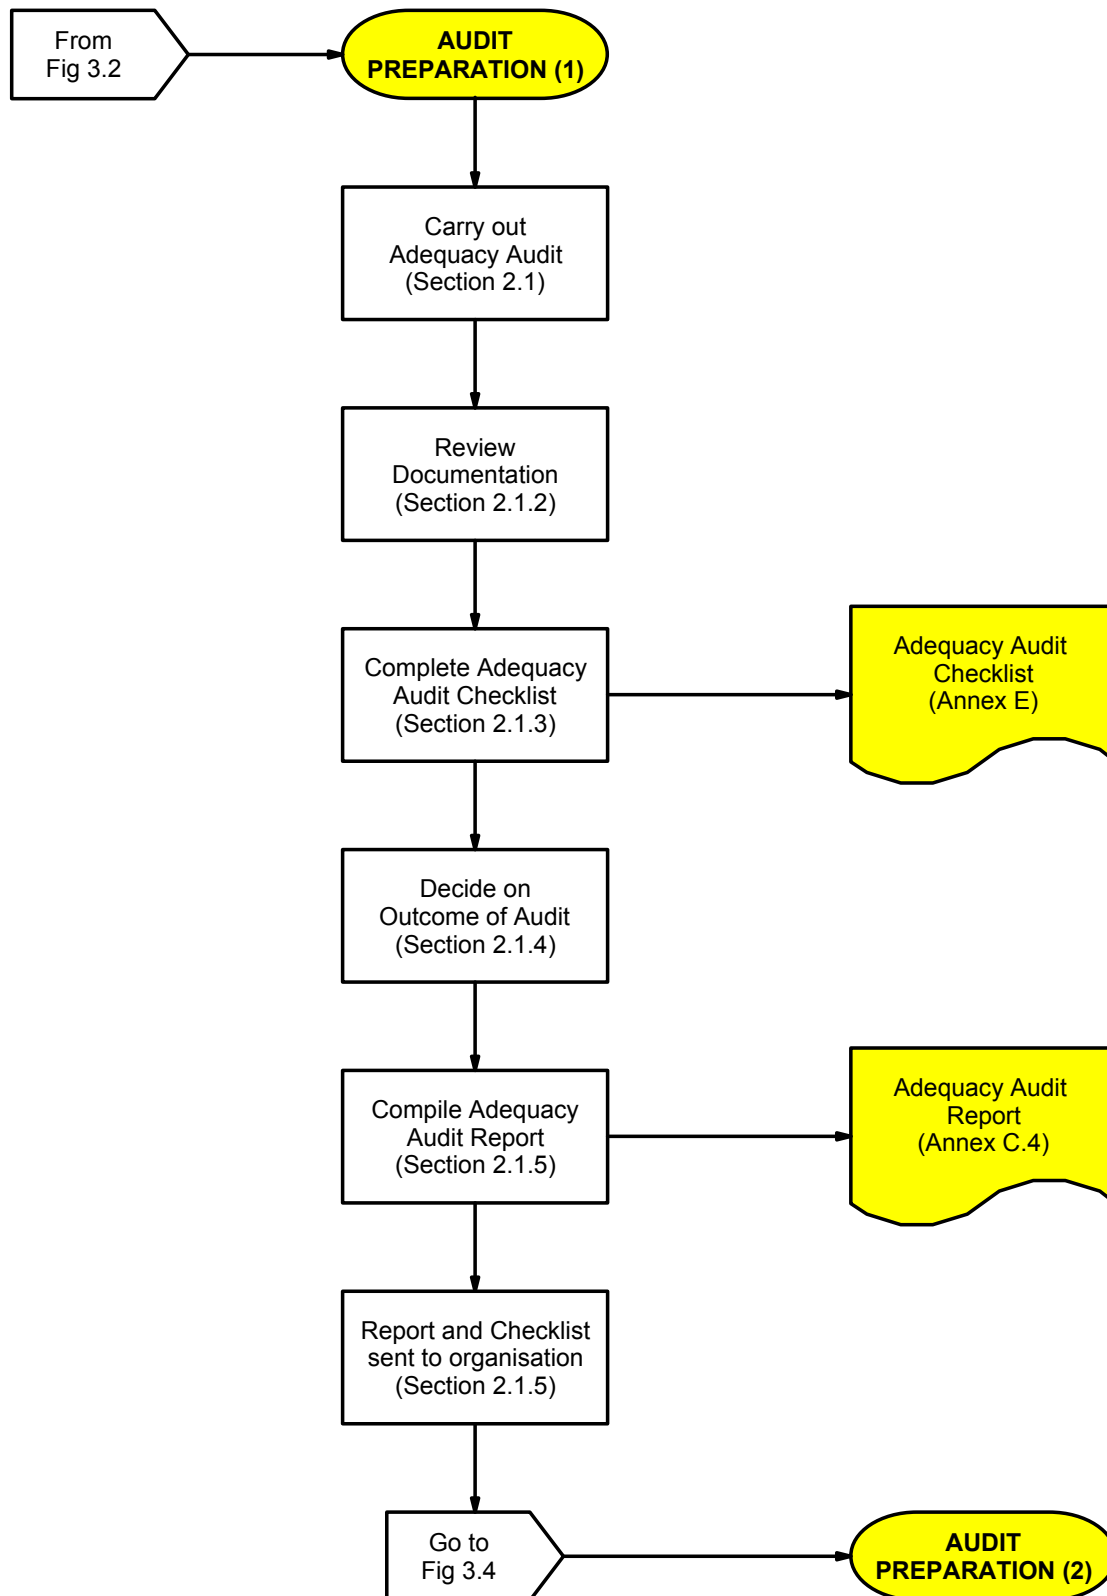 From
Fig 3.2
AUDIT
PREPARATION (1)
Carry out
Adequacy Audit
(Section 2.1)
Review
Documentation
(Section 2.1.2)
Complete Adequacy
Audit Checklist
(Section 2.1.3)
Adequacy Audit
Checklist
(Annex E)
Decide on
Outcome of Audit
(Section 2.1.4)
Compile Adequacy
Audit Report
(Section 2.1.5)
Adequacy Audit
Report
(Annex C.4)
Report and Checklist
sent to organisation
(Section 2.1.5)
Go to
Fig 3.4
AUDIT
PREPARATION (2)